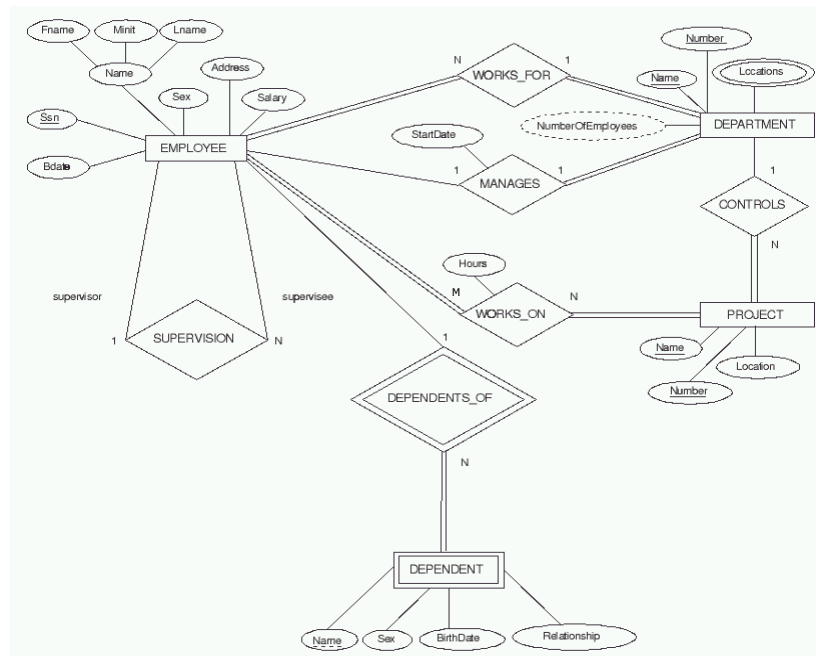 Fname
Minit
Lname
Name
Address
Sex
Salary
Ssn
Bdate
EMPLOYEE
N
WORKS_FOR
1
Number
Name
Lccations
NumberOfEmployees
DEPARTMENT
StartDate
1
MANAGES
1
1
CONTROLS
N
Hours
M
WORKS_ON
N
PROJECT
Name
Number
Location
supervisor
supervisee
1
SUPERVISION
N
1
DEPENDENTS_OF
N
DEPENDENT
Name
Sex
BirthDate
Relationship